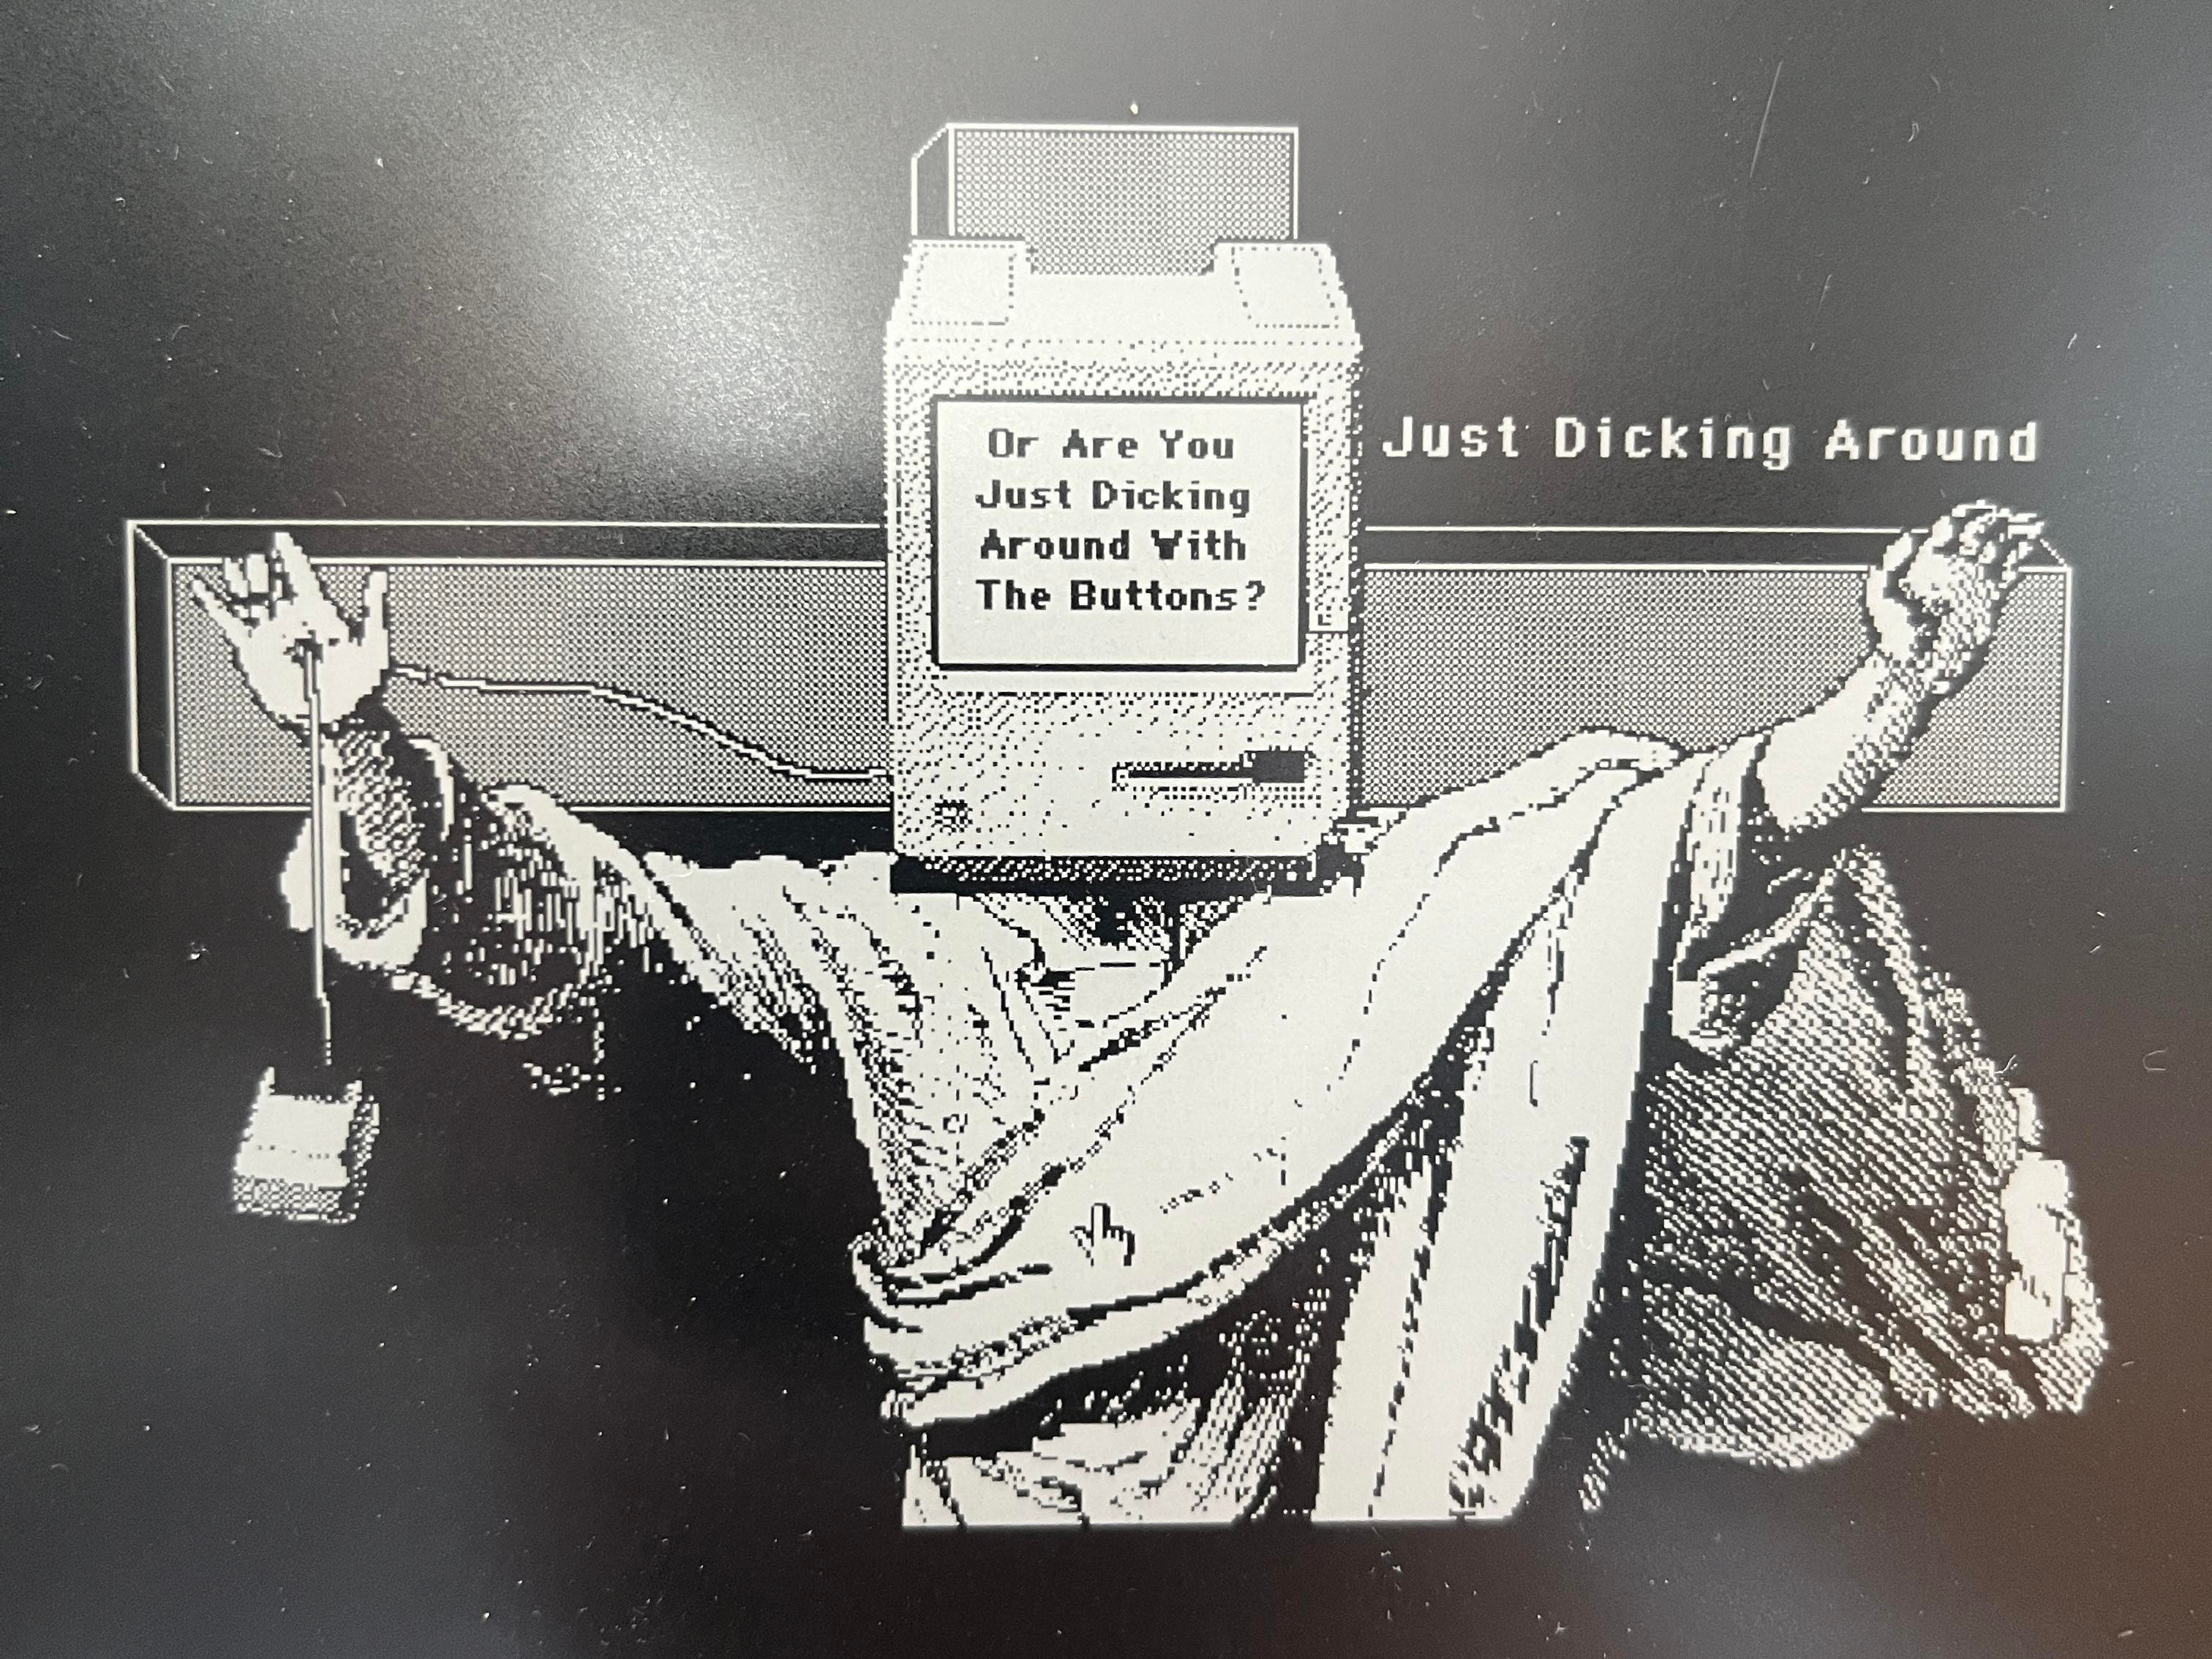 Or Are You
Just Dicking
Around With
The Buttons?
Just Dicking Around